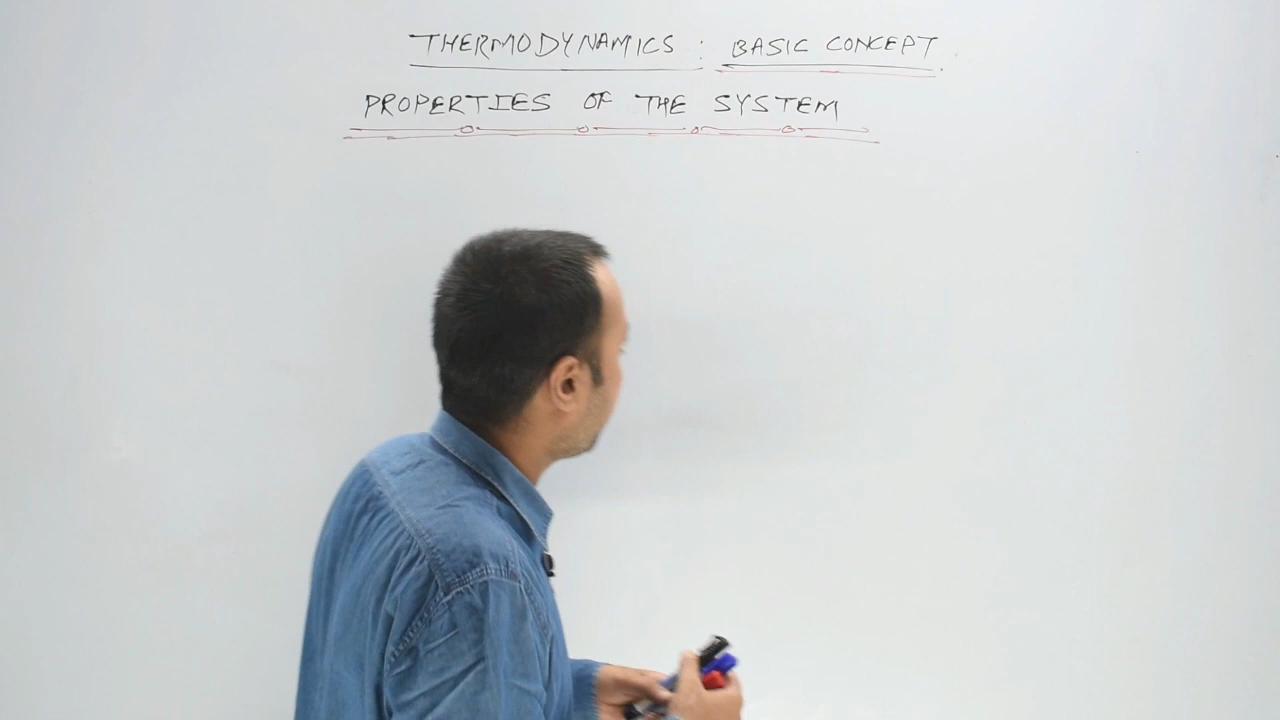 THERMODYNAMICS : BASIC CONCEPT.
PROPERTIES OF THE SYSTEM